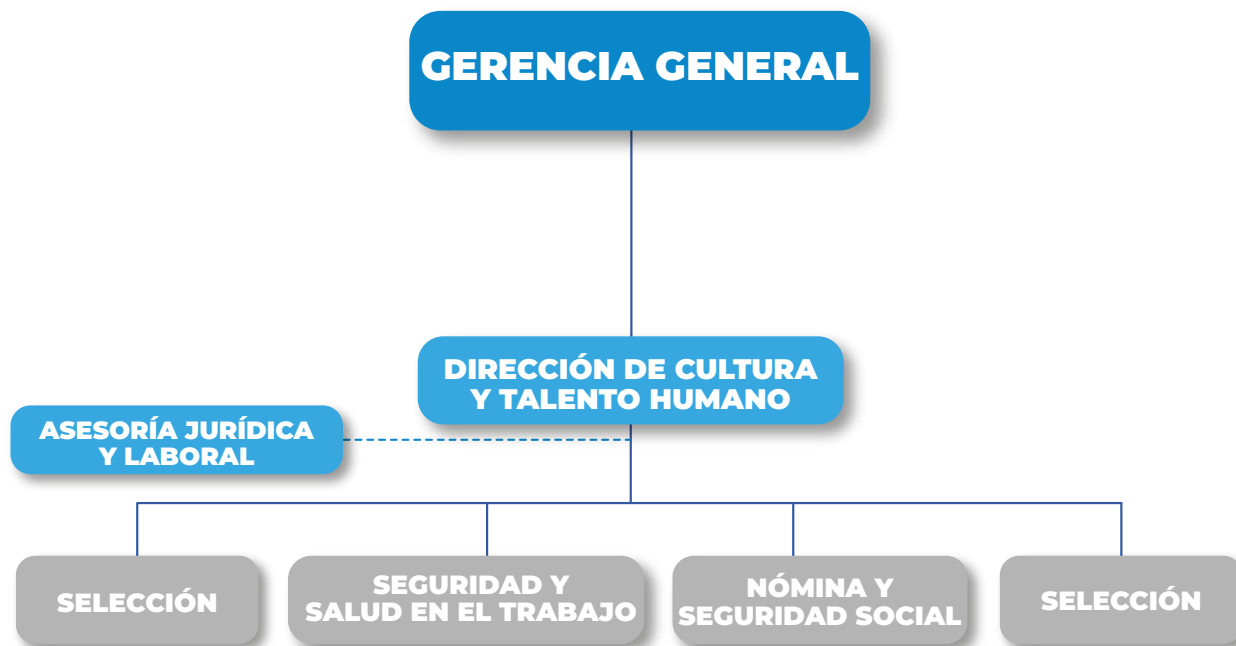 GERENCIA GENERAL
DIRECCIÓN DE CULTURA
Y TALENTO HUMANO
ASESORÍA JURÍDICA
Y LABORAL
SELECCIÓN
SEGURIDAD Y
SALUD EN EL TRABAJO
NÓMINA Y
SEGURIDAD SOCIAL
SELECCIÓN